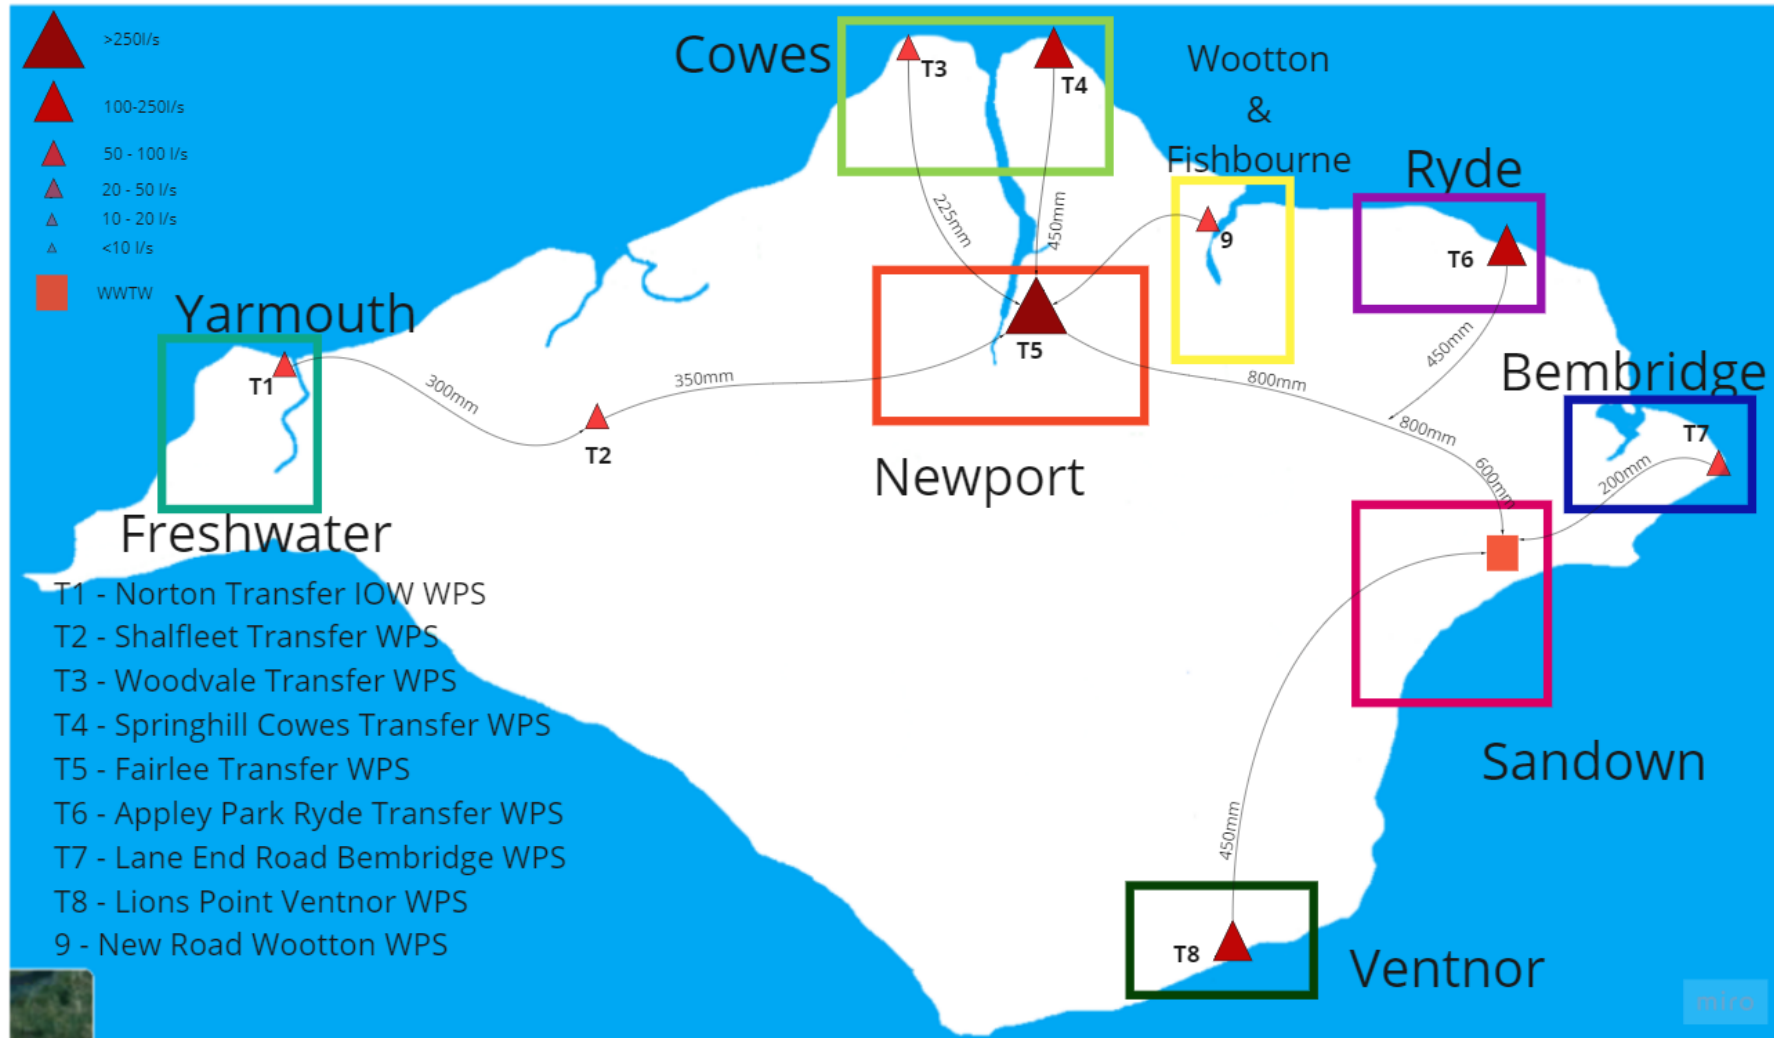 >250l/s
100-250l/s
50 - 100 l/s
20 - 50 l/s
10 - 20 l/s
<10 l/s
WWTW
Cowes
T3
T4
Wootton
&
Fishbourne
9
Ryde
T6
225mm
450mm
450mm
Yarmouth
T1
300mm
T2
350mm
T5
Newport
800mm
800mm
600mm
Bembridge
T7
200mm
Freshwater
Sandown
450mm
T8
Ventnor
T1 - Norton Transfer IOW WPS
T2 - Shalfleet Transfer WPS
T3 - Woodvale Transfer WPS
T4 - Springhill Cowes Transfer WPS
T5 - Fairlee Transfer WPS
T6 - Appley Park Ryde Transfer WPS
T7 - Lane End Road Bembridge WPS
T8 - Lions Point Ventnor WPS
9 - New Road Wootton WPS
miro